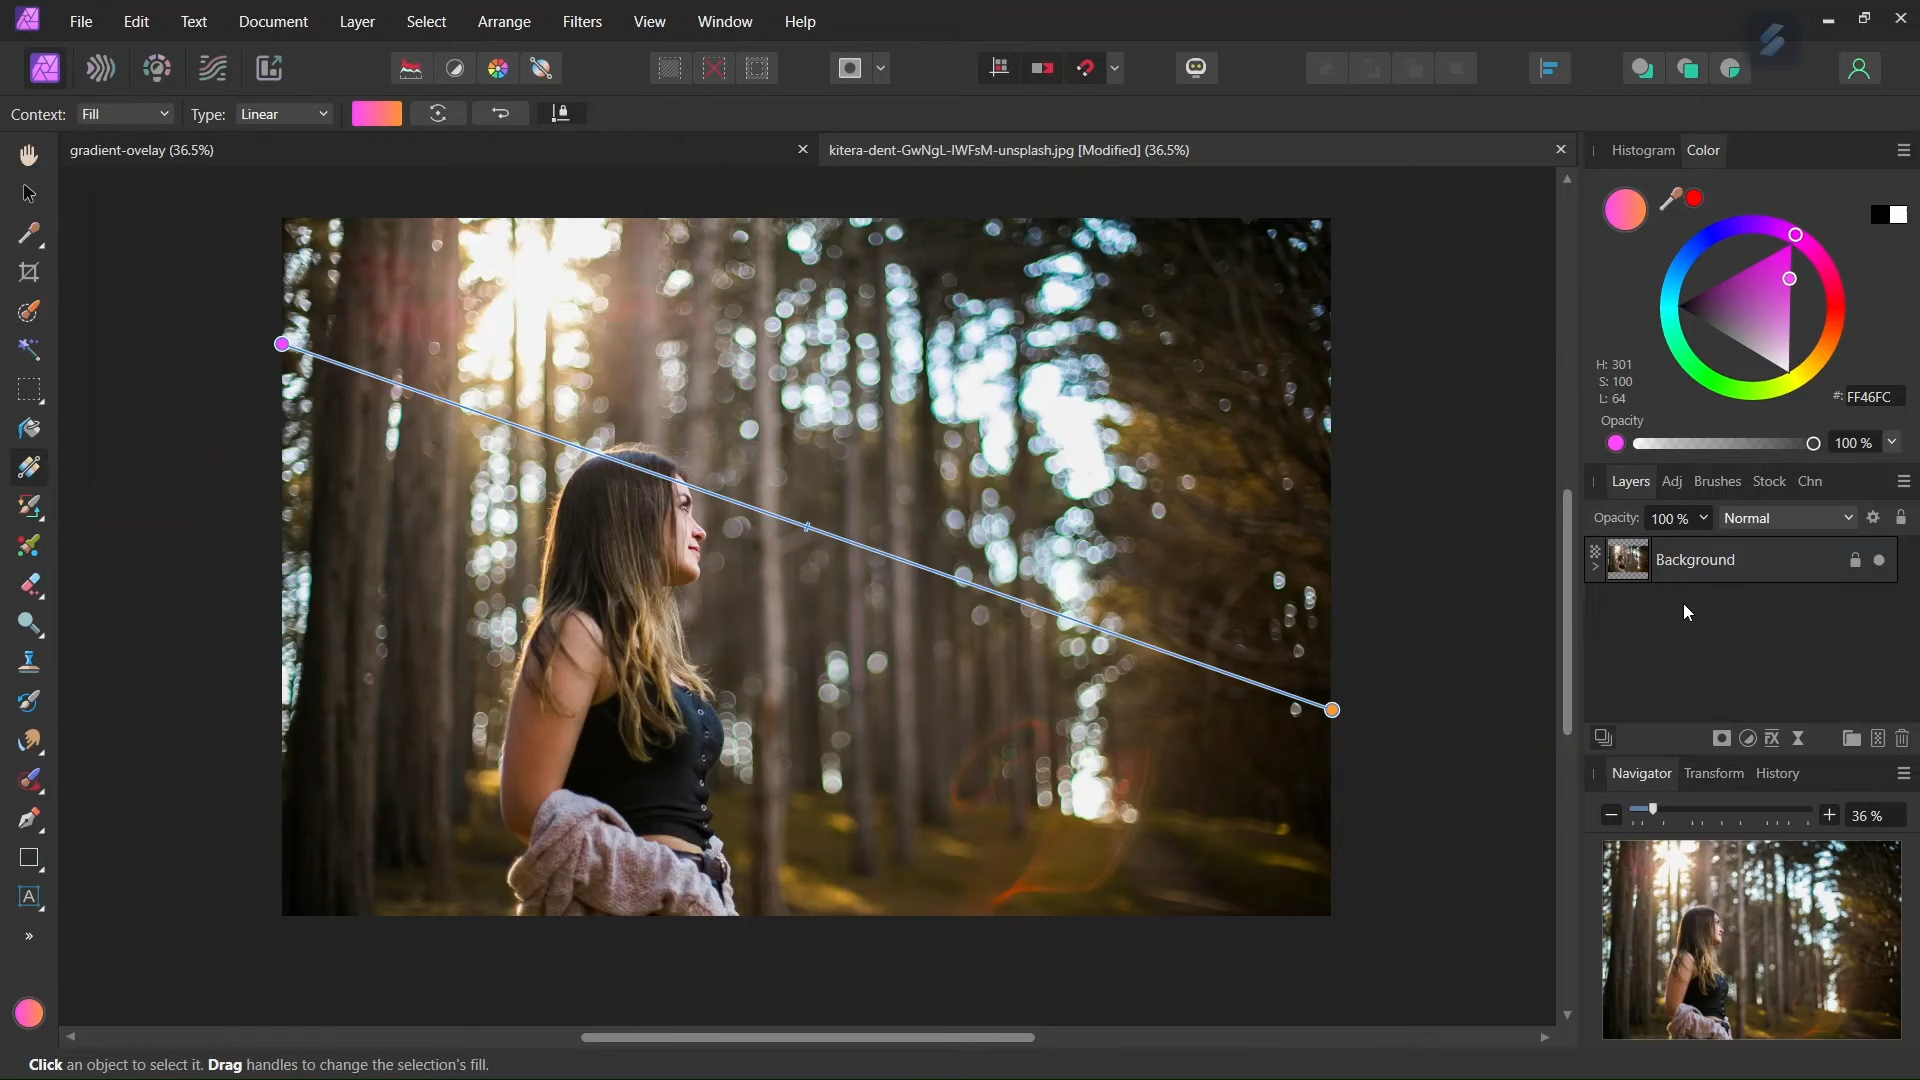 File Edit Text Document Layer Select Arrange Filters View Window Help
Context: Fill Type: Linear
gradient-ovelay (36.5%)
kitera-dent-GwNgL-IWFsM-unsplash.jpg [Modified] (36.5%)
Histogram Color
H: 301
S: 100
L: 64
#: FF46FC
Opacity
100 %
Layers Adj Brushes Stock Chn
Opacity: 100 % Normal
Background
Navigator Transform History
36 %
Click an object to select it. Drag handles to change the selection's fill.